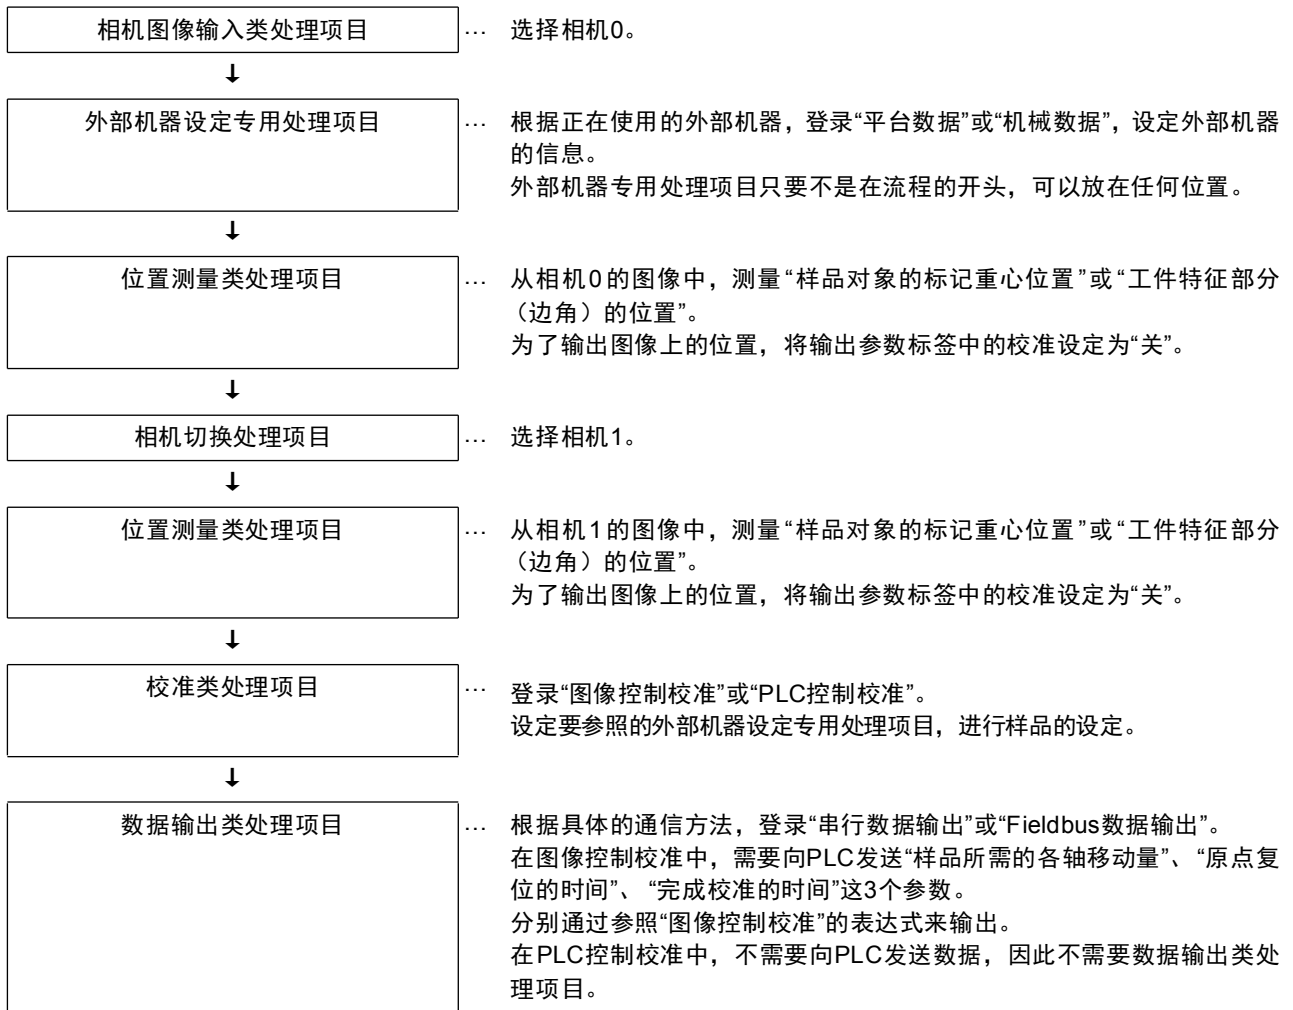 相机图像输入类处理项目 … 选择相机0。
↓
外部机器设定专用处理项目 … 根据正在使用的外部机器，登录“平台数据”或“机械数据”，设定外部机器
的信息。
外部机器专用处理项目只要不是在流程的开头，可以放在任何位置。
↓
位置测量类处理项目 … 从相机0的图像中，测量“样品对象的标记重心位置”或“工件特征部分
（边角）的位置”。
为了输出图像上的位置，将输出参数标签中的校准设定为“关”。
↓
相机切换处理项目 … 选择相机1。
↓
位置测量类处理项目 … 从相机1的图像中，测量“样品对象的标记重心位置”或“工件特征部分
（边角）的位置”。
为了输出图像上的位置，将输出参数标签中的校准设定为“关”。
↓
校准类处理项目 … 登录“图像控制校准”或“PLC控制校准”。
设定要参照的外部机器设定专用处理项目，进行样品的设定。
↓
数据输出类处理项目 … 根据具体的通信方法，登录“串行数据输出”或“Fieldbus数据输出”。
在图像控制校准中，需要向PLC发送“样品所需的各轴移动量”、“原点复
位的时间”、“完成校准的时间”这3个参数。
分别通过参照“图像控制校准”的表达式来输出。
在PLC控制校准中，不需要向PLC发送数据，因此不需要数据输出类处
理项目。